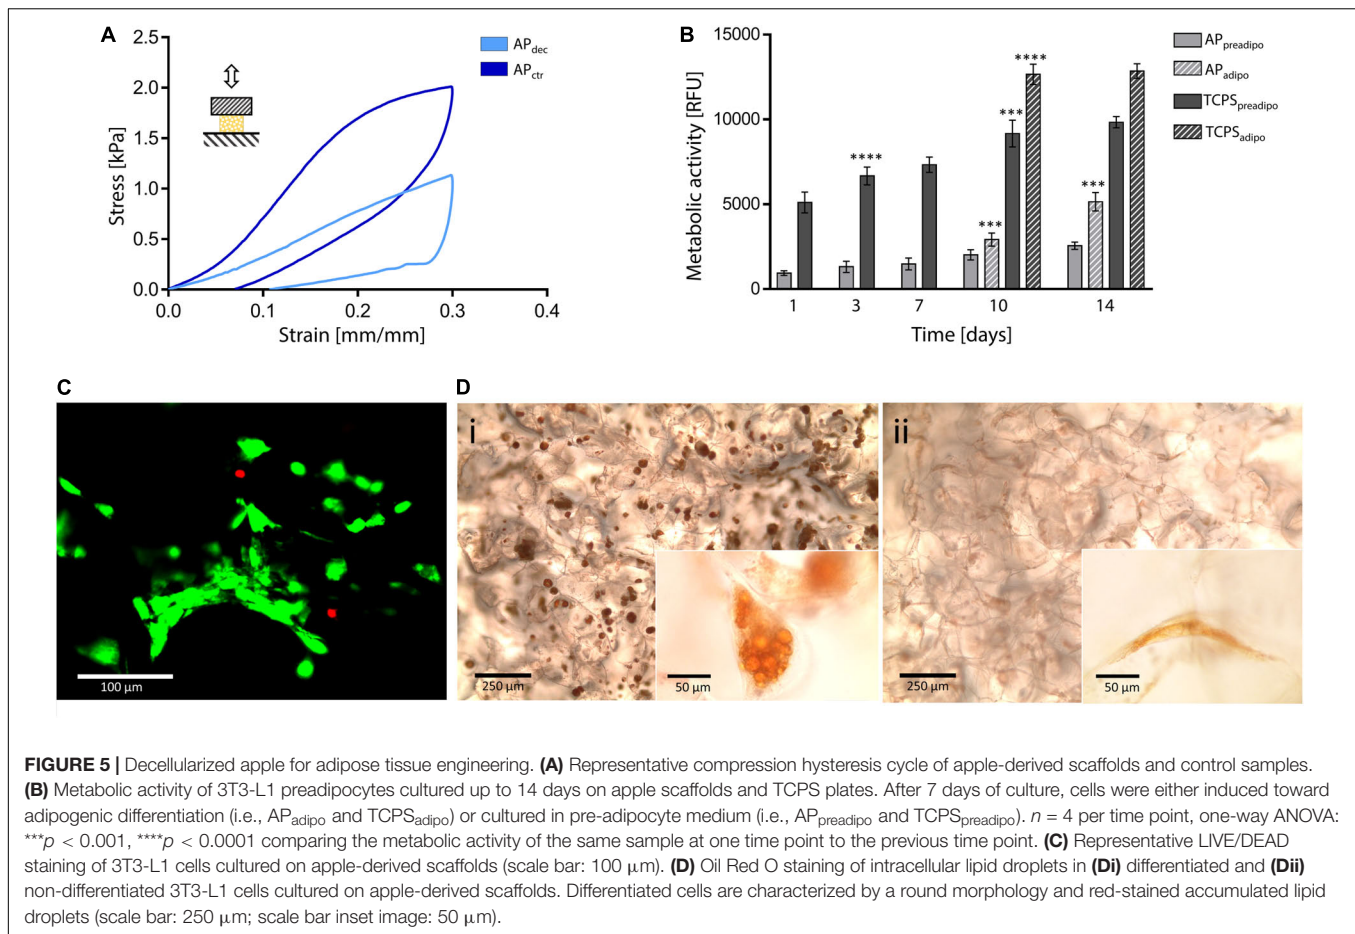 A
2.5
2.0
1.5
1.0
0.5
0.0
Stress [kPa]
0.0 0.1 0.2 0.3 0.4
Strain [mm/mm]
APdec
APctr
B
15000
10000
5000
0
Metabolic activity [RFU]
****
***
***
****
***
1 3 7 10 14
Time [days]
APpreadipo
APadipo
TCPSpreadipo
TCPSadipo
C
100 μm
D
i
250 μm
50 μm
ii
250 μm
50 μm
FIGURE 5 | Decellularized apple for adipose tissue engineering. (A) Representative compression hysteresis cycle of apple-derived scaffolds and control samples.
(B) Metabolic activity of 3T3-L1 preadipocytes cultured up to 14 days on apple scaffolds and TCPS plates. After 7 days of culture, cells were either induced toward
adipogenic differentiation (i.e., APadipo and TCPSadipo) or cultured in pre-adipocyte medium (i.e., APpreadipo and TCPSpreadipo). n = 4 per time point, one-way ANOVA:
***p < 0.001, ****p < 0.0001 comparing the metabolic activity of the same sample at one time point to the previous time point. (C) Representative LIVE/DEAD
staining of 3T3-L1 cells cultured on apple-derived scaffolds (scale bar: 100 μm). (D) Oil Red O staining of intracellular lipid droplets in (Di) differentiated and (Dii)
non-differentiated 3T3-L1 cells cultured on apple-derived scaffolds. Differentiated cells are characterized by a round morphology and red-stained accumulated lipid
droplets (scale bar: 250 μm; scale bar inset image: 50 μm).